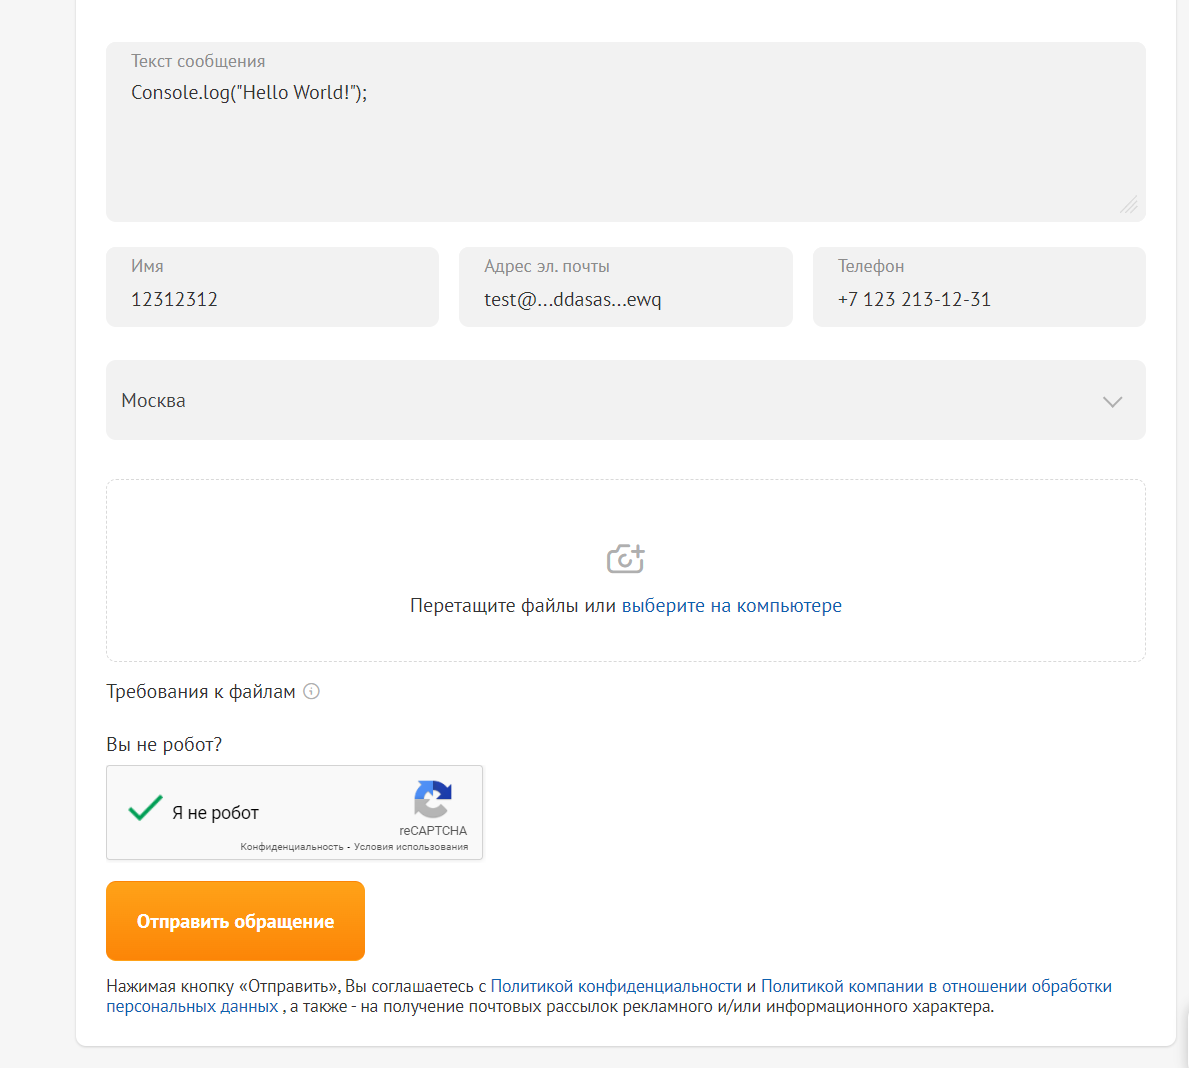 Текст сообщения
Console.log("Hello World!");
Имя
12312312
Адрес эл. почты
test@...ddasas...ewq
Телефон
+7 123 213-12-31
Москва
Перетащите файлы или выберите на компьютере
Требования к файлам
Вы не робот?
Я не робот
reCAPTCHA
Конфиденциальность - Условия использования
Отправить обращение
Нажимая кнопку «Отправить», Вы соглашаетесь с Политикой конфиденциальности и Политикой компании в отношении обработки
персональных данных , а также - на получение почтовых рассылок рекламного и/или информационного характера.